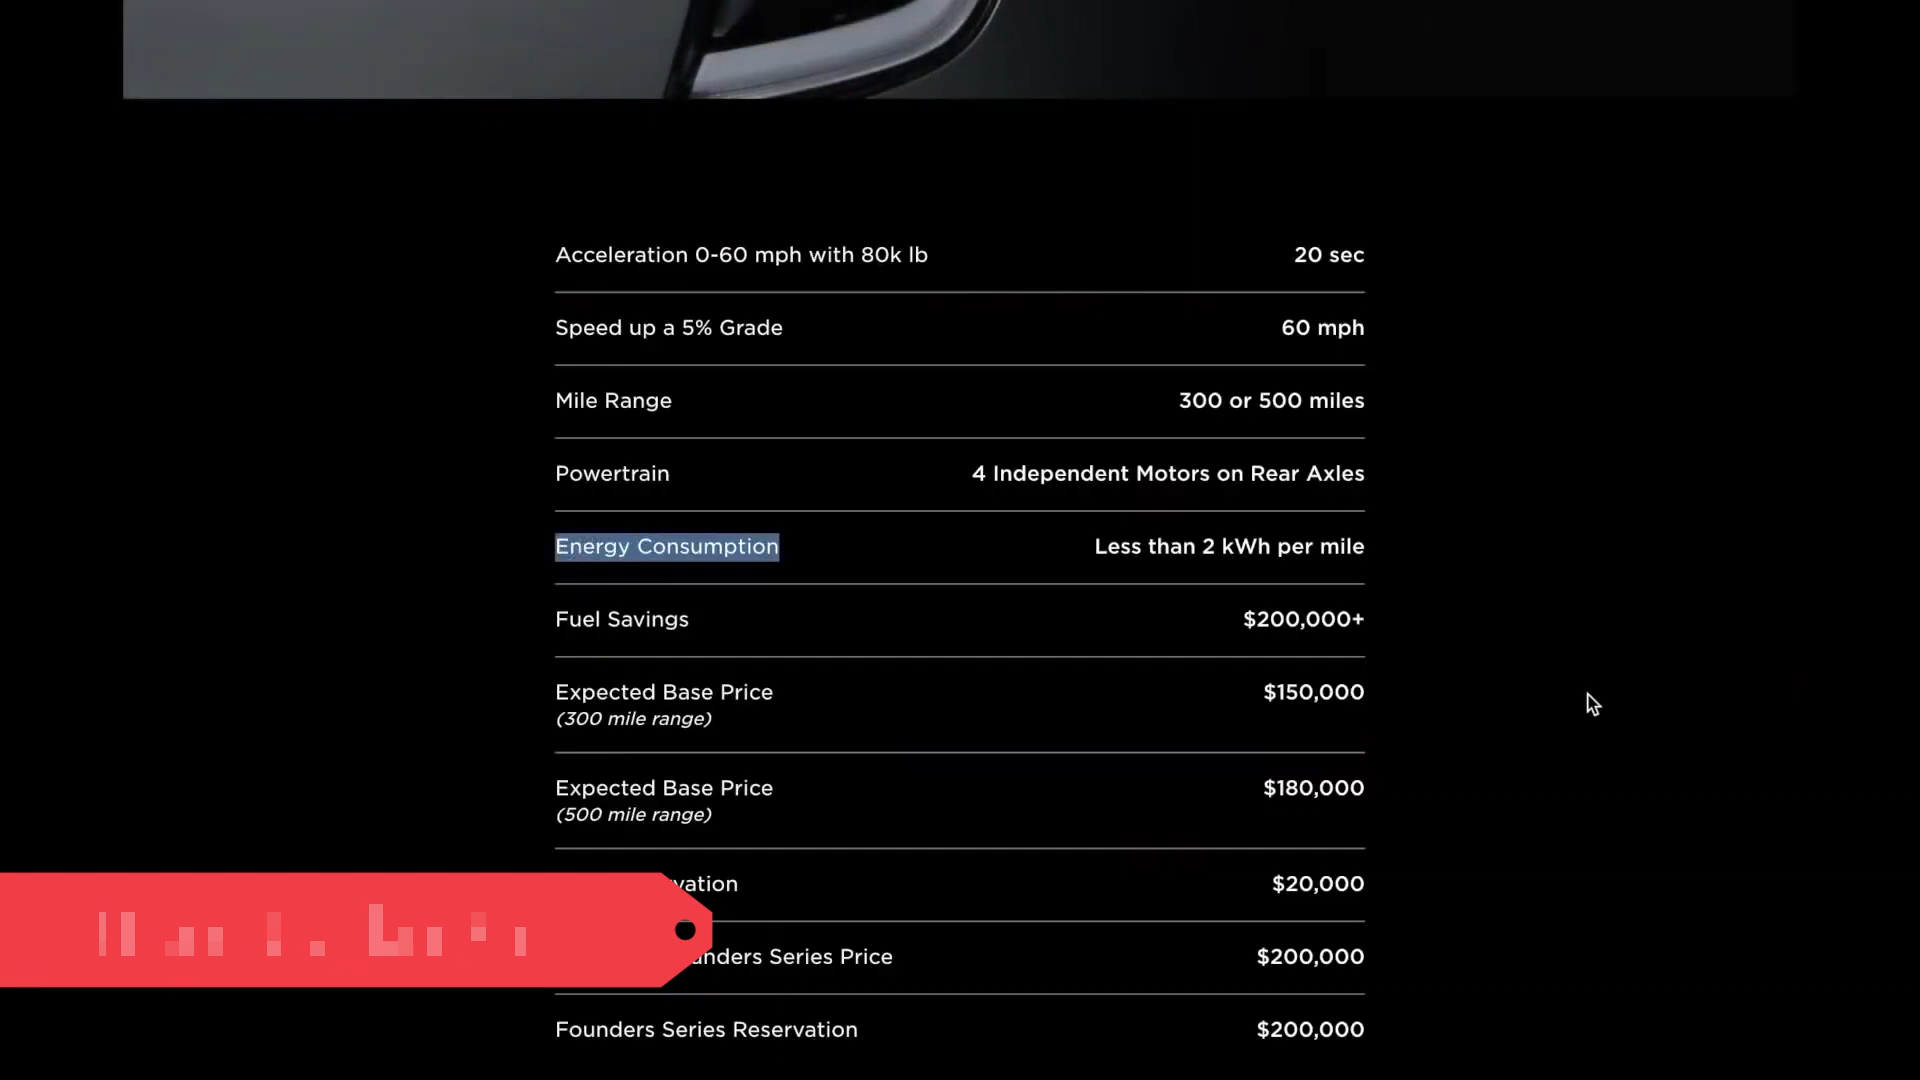 Acceleration 0-60 mph with 80k lb 20 sec
Speed up a 5% Grade 60 mph
Mile Range 300 or 500 miles
Powertrain 4 Independent Motors on Rear Axles
Energy Consumption Less than 2 kWh per mile
Fuel Savings $200,000+
Expected Base Price $150,000
(300 mile range)
Expected Base Price $180,000
(500 mile range)
$20,000
Series Price $200,000
Founders Series Reservation $200,000